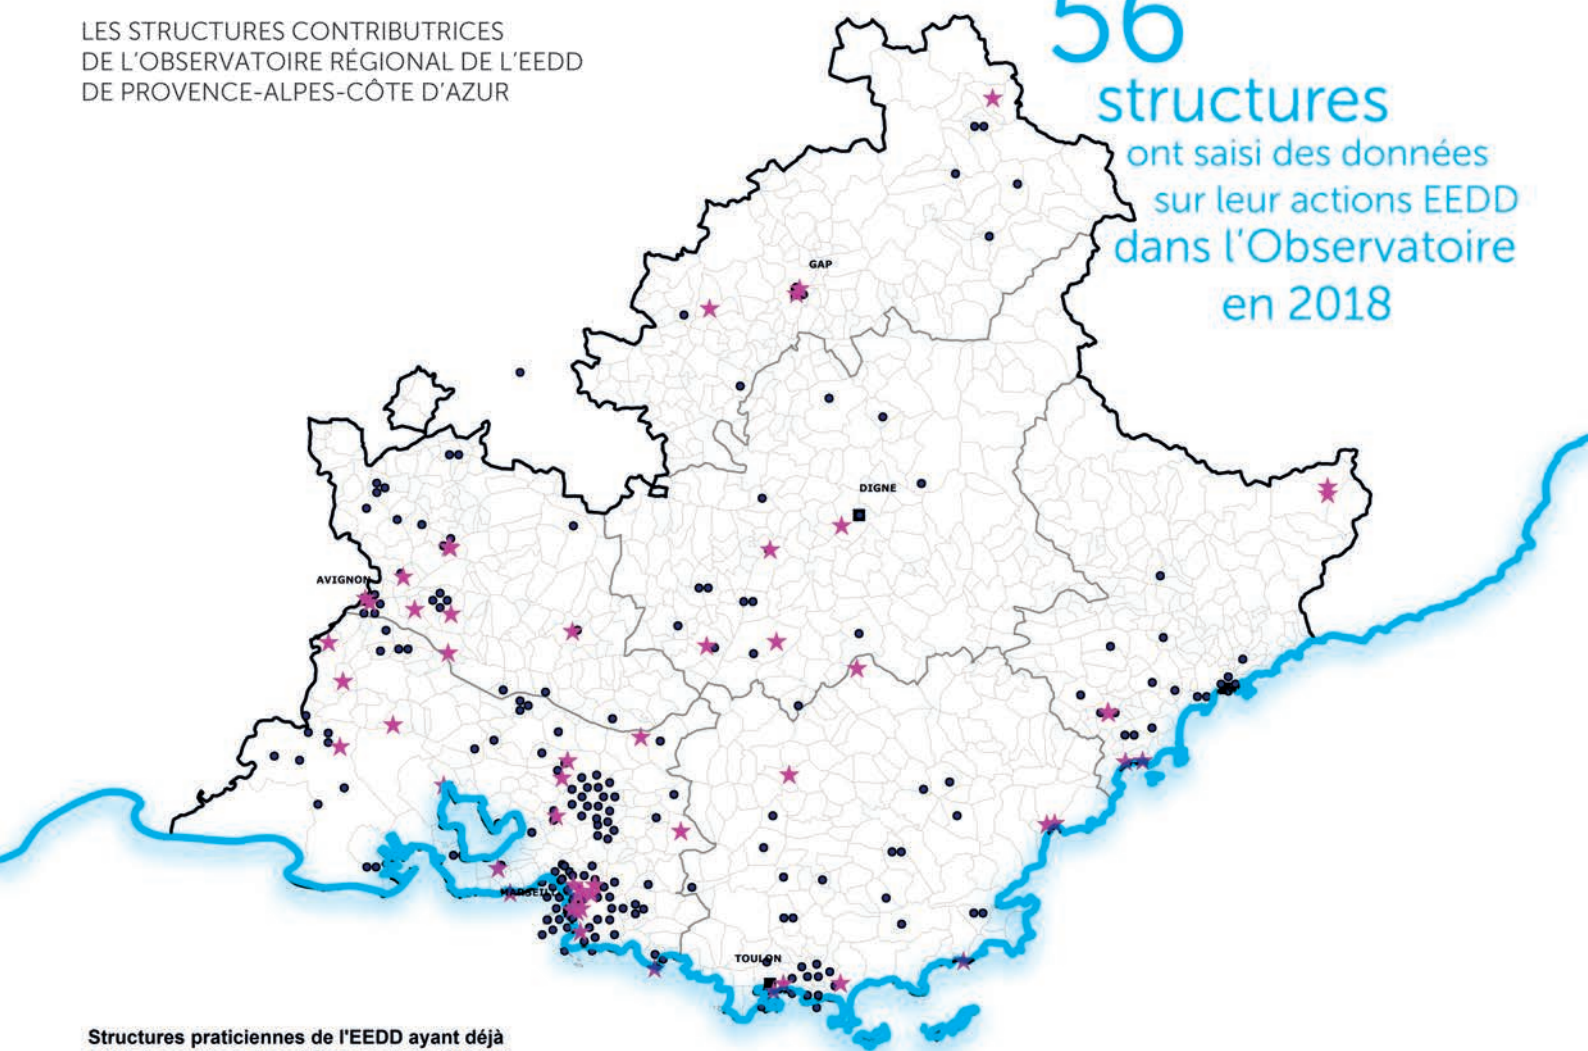 LES STRUCTURES CONTRIBUTRICES
DE L'OBSERVATOIRE RÉGIONAL DE L'EEDD
DE PROVENCE-ALPES-CÔTE D'AZUR
56
structures
ont saisi des données
sur leur actions EEDD
dans l'Observatoire
en 2018
GAP
DIGNE
AVIGNON
MARSEILL
TOULON
Structures praticiennes de l'EEDD ayant déjà